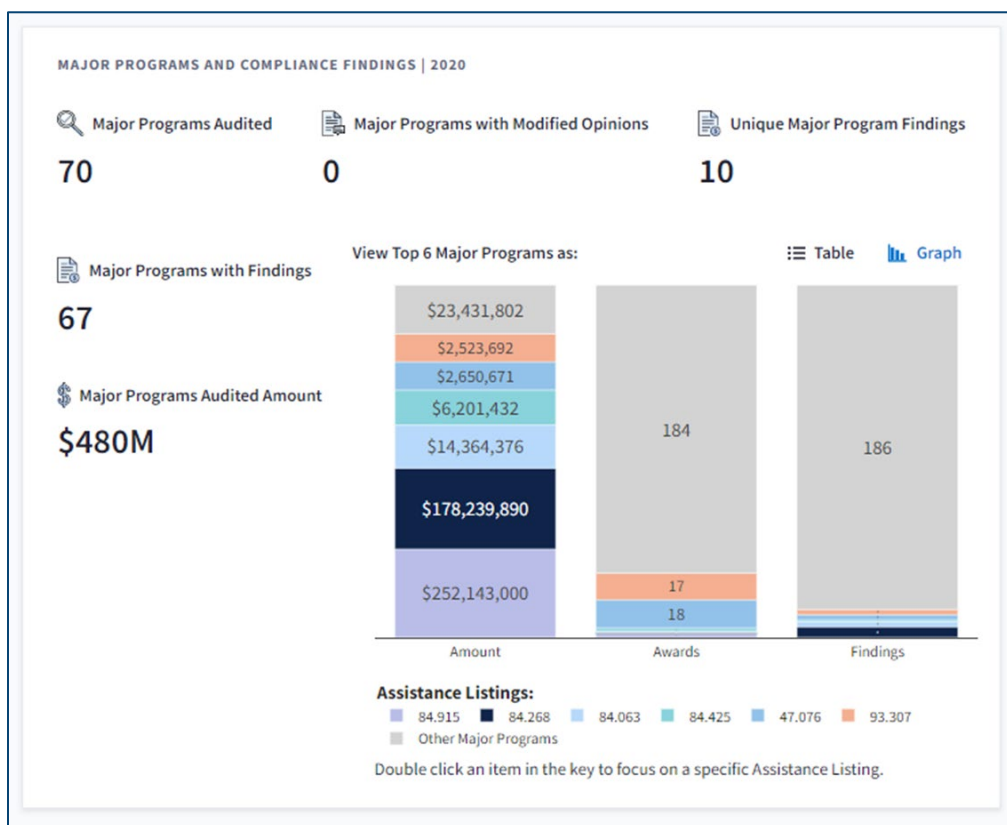 MAJOR PROGRAMS AND COMPLIANCE FINDINGS | 2020
Major Programs Audited
70
Major Programs with Modified Opinions
0
Unique Major Program Findings
10
Major Programs with Findings
67
Major Programs Audited Amount
$480M
View Top 6 Major Programs as:
Table
Graph
$23,431,802
$2,523,692
$2,650,671
$6,201,432
$14,364,376
$178,239,890
$252,143,000
184
17
18
186
Amount
Awards
Findings
Assistance Listings:
84.915 84.268 84.063 84.425 47.076 93.307
Other Major Programs
Double click an item in the key to focus on a specific Assistance Listing.